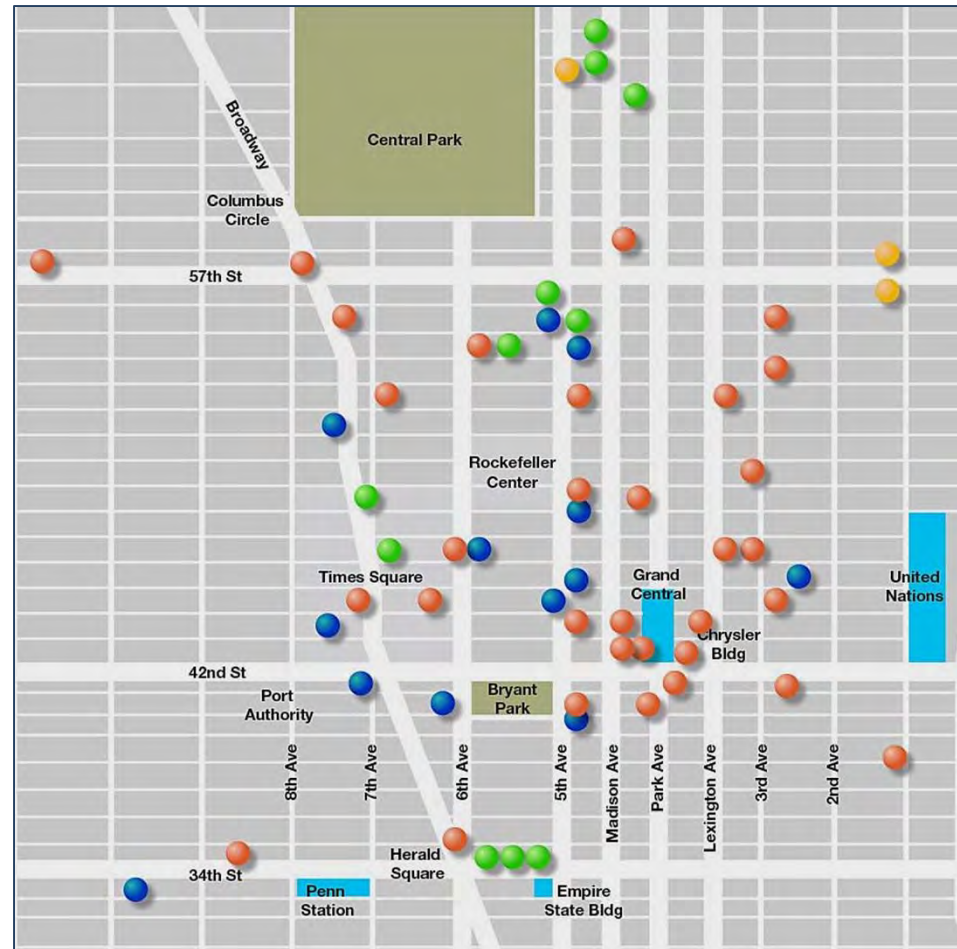 Central Park
Broadway
Columbus
Circle
57th St
Rockefeller
Center
Times Square
Grand
Central
United
Nations
Chrysler
Bldg
42nd St
Port
Authority
Bryant
Park
8th Ave
7th Ave
6th Ave
5th Ave
Madison Ave
Park Ave
Lexington Ave
3rd Ave
2nd Ave
Herald
Square
34th St
Penn
Station
Empire
State Bldg